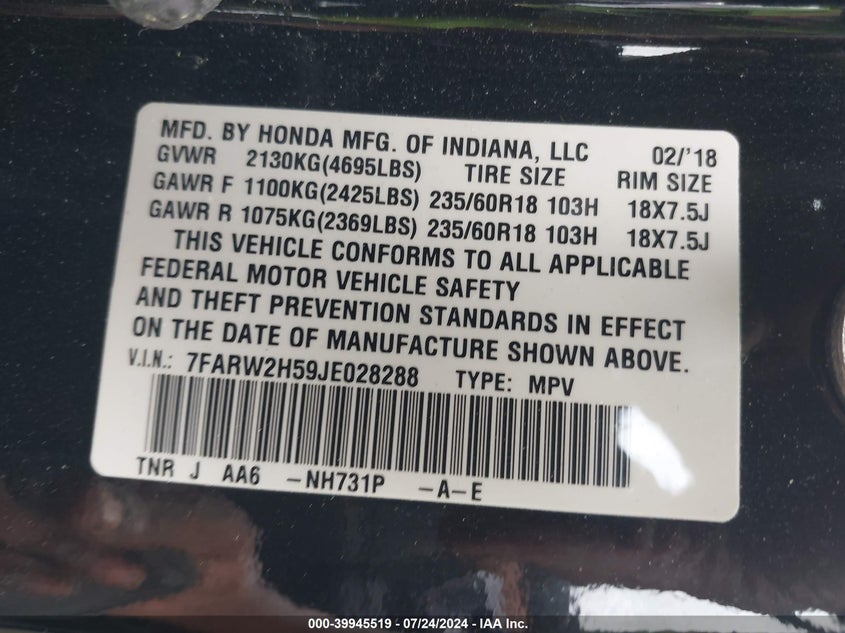 MFD. BY HONDA MFG. OF INDIANA, LLC 02/'18
GVWR 2130KG(4695LBS) TIRE SIZE RIM SIZE
GAWR F 1100KG(2425LBS) 235/60R18 103H 18X7.5J
GAWR R 1075KG(2369LBS) 235/60R18 103H 18X7.5J
THIS VEHICLE CONFORMS TO ALL APPLICABLE
FEDERAL MOTOR VEHICLE SAFETY
AND THEFT PREVENTION STANDARDS IN EFFECT
ON THE DATE OF MANUFACTURE SHOWN ABOVE.
V.I.N.: 7FARW2H59JE028288 TYPE: MPV
TNR J AA6 -NH731P -A-E
000-39945519 / 07/24/2024 - IAA Inc.